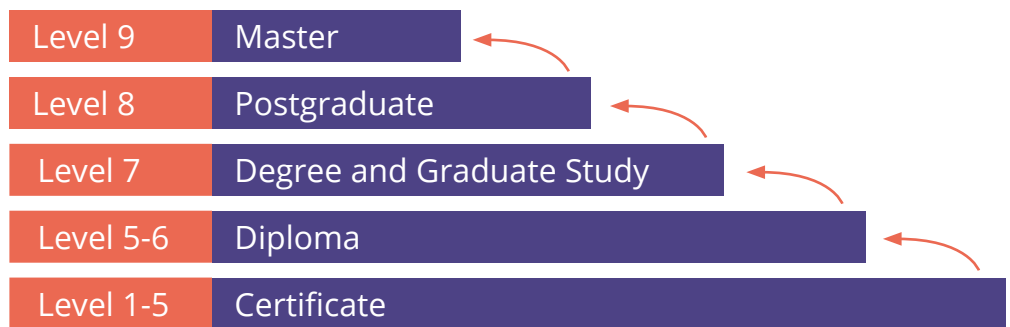 Level 9 Master
Level 8 Postgraduate
Level 7 Degree and Graduate Study
Level 5-6 Diploma
Level 1-5 Certificate